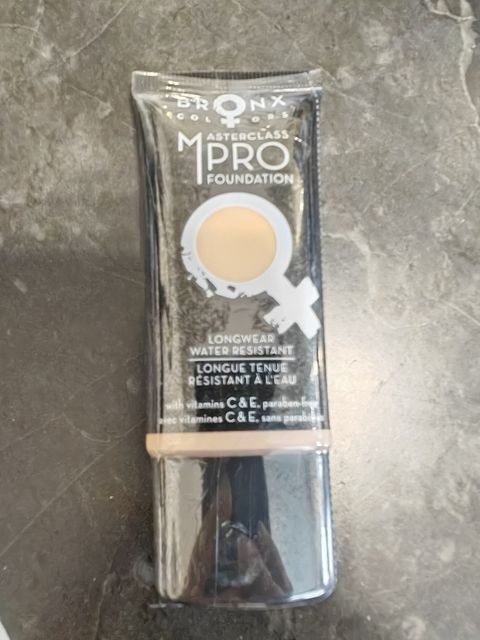 BRONX
COLORS
MASTERCLASS
PRO
FOUNDATION
LONGWEAR
WATER RESISTANT
LONGUE TENUE
RÉSISTANT À L'EAU
with vitamins C & E, paraben-free
avec vitamines C & E, sans